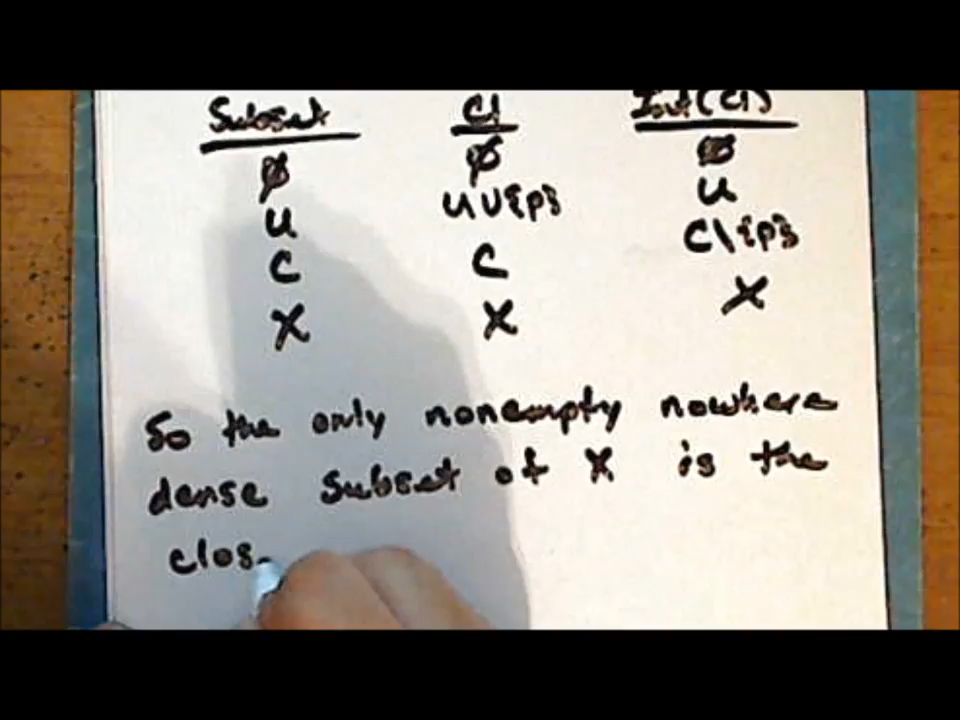 Subset Cl Int(Cl)
∅ ∅ ∅
U U∪{p} U
C C C\{p}
X X X
So the only nonempty nowhere
dense subset of X is the
clos